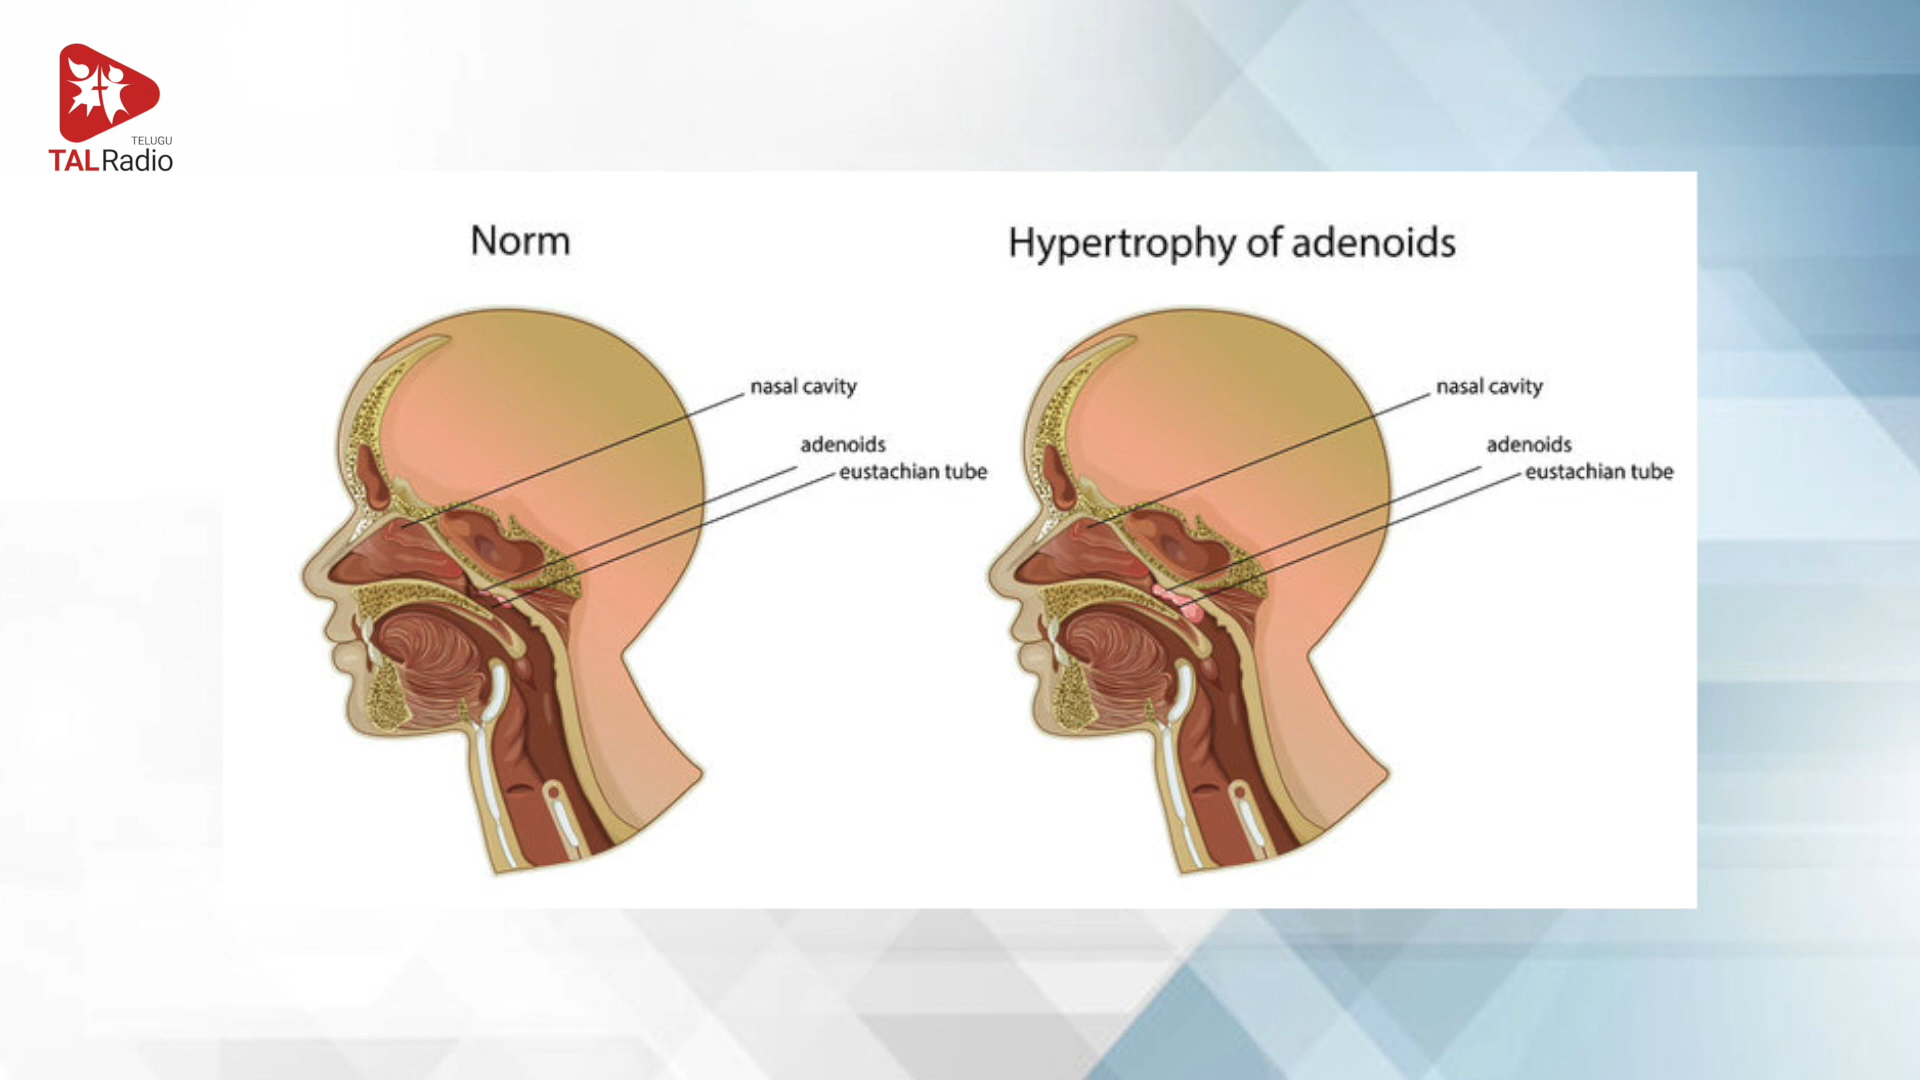 TELUGU
TALRadio
Norm
Hypertrophy of adenoids
nasal cavity
adenoids
eustachian tube
nasal cavity
adenoids
eustachian tube